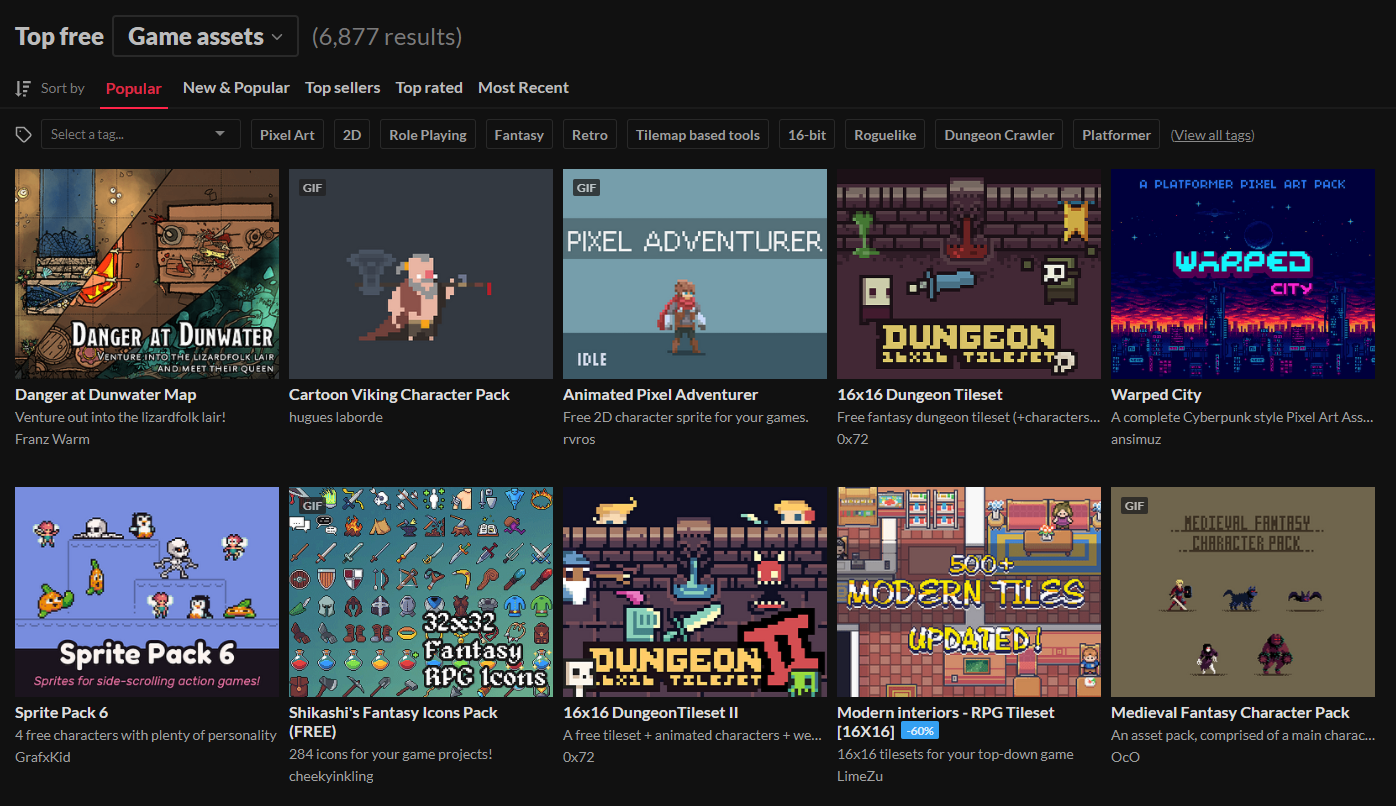 Top free Game assets (6,877 results)
Sort by Popular New & Popular Top sellers Top rated Most Recent
Select a tag... Pixel Art 2D Role Playing Fantasy Retro Tilemap based tools 16-bit Roguelike Dungeon Crawler Platformer (View all tags)
DANGER AT DUNWATER
VENTURE INTO THE LIZARDFOLK LAIR
AND MEET THEIR QUEEN
Danger at Dunwater Map
Venture out into the lizardfolk lair!
Franz Warm
GIF
Cartoon Viking Character Pack
hugues laborde
GIF
PIXEL ADVENTURER
IDLE
Animated Pixel Adventurer
Free 2D character sprite for your games.
rvros
DUNGEON
16X16 TILESET
16x16 Dungeon Tileset
Free fantasy dungeon tileset (+characters...
0x72
A PLATFORMER PIXEL ART PACK
WARPED
CITY
Warped City
A complete Cyberpunk style Pixel Art Ass...
ansimuz
Sprite Pack 6
Sprites for side-scrolling action games!
Sprite Pack 6
4 free characters with plenty of personality
GrafxKid
GIF
32x32
Fantasy
RPG Icons
Shikashi's Fantasy Icons Pack
(FREE)
284 icons for your game projects!
cheekyinkling
DUNGEON II
16X16 TILESET
16x16 DungeonTileset II
A free tileset + animated characters + we...
0x72
500+
MODERN TILES
UPDATED!
Modern interiors - RPG Tileset
[16X16] -60%
16x16 tilesets for your top-down game
LimeZu
GIF
MEDIEVAL FANTASY
CHARACTER PACK
Medieval Fantasy Character Pack
An asset pack, comprised of a main charac...
OcO